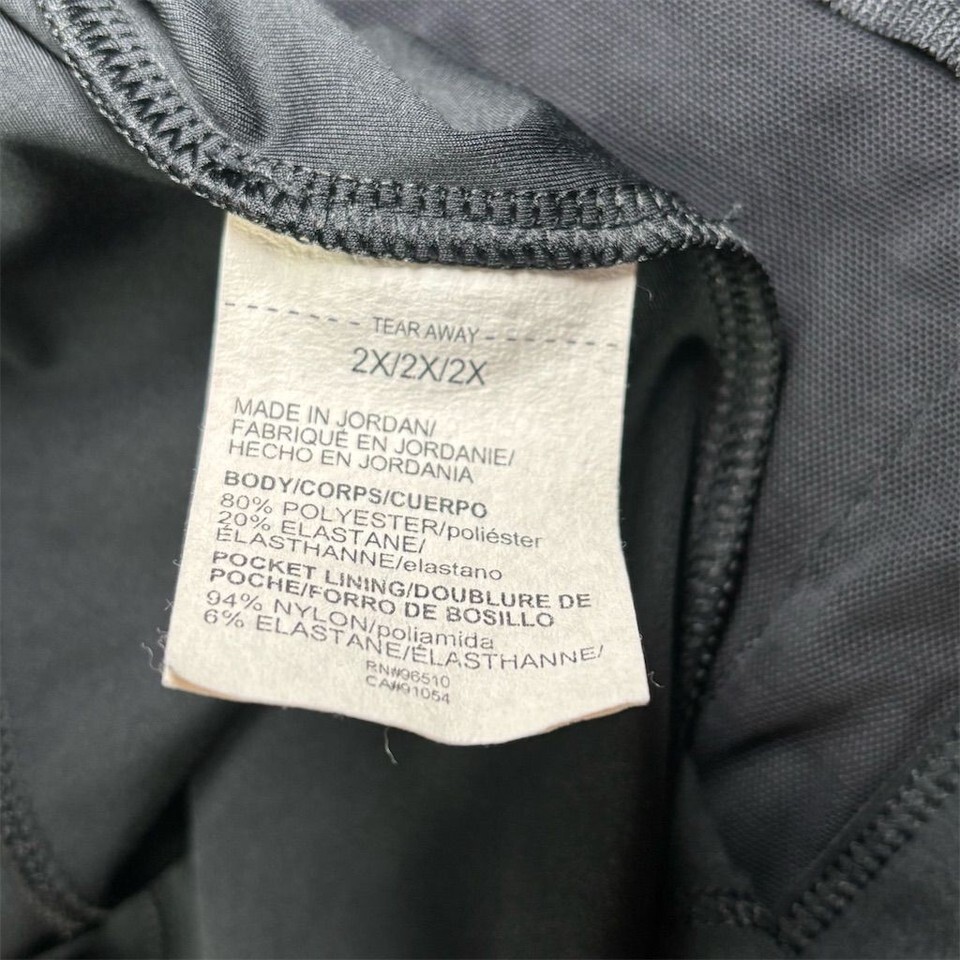 TEAR AWAY
2X/2X/2X
MADE IN JORDAN/
FABRIQUÉ EN JORDANIE/
HECHO EN JORDANIA
BODY/CORPS/CUERPO
80% POLYESTER/poliéster
20% ELASTANE/
ÉLASTHANNE/elastano
POCKET LINING/DOUBLURE DE
POCHE/FORRO DE BOSILLO
94% NYLON/poliamida
6% ELASTANE/ÉLASTHANNE/
RN#96510
CA#91054